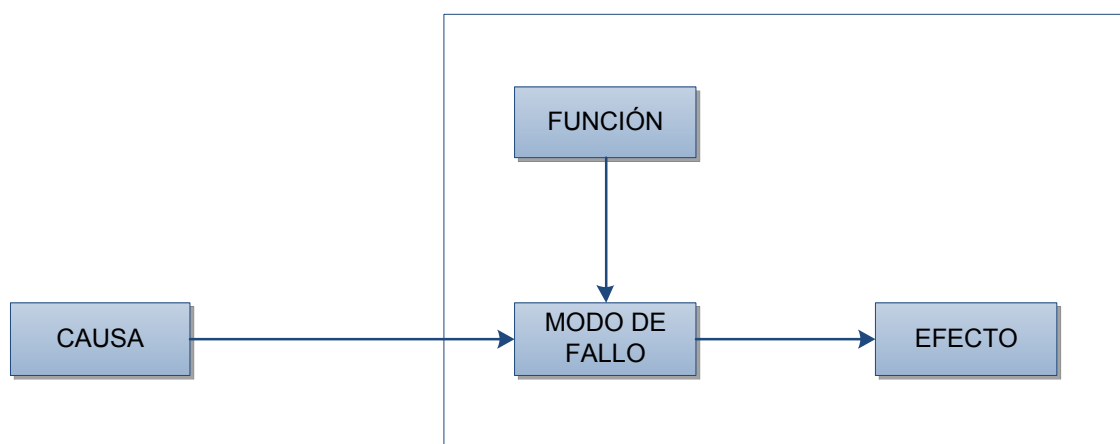 FUNCIÓN
CAUSA
MODO DE
FALLO
EFECTO